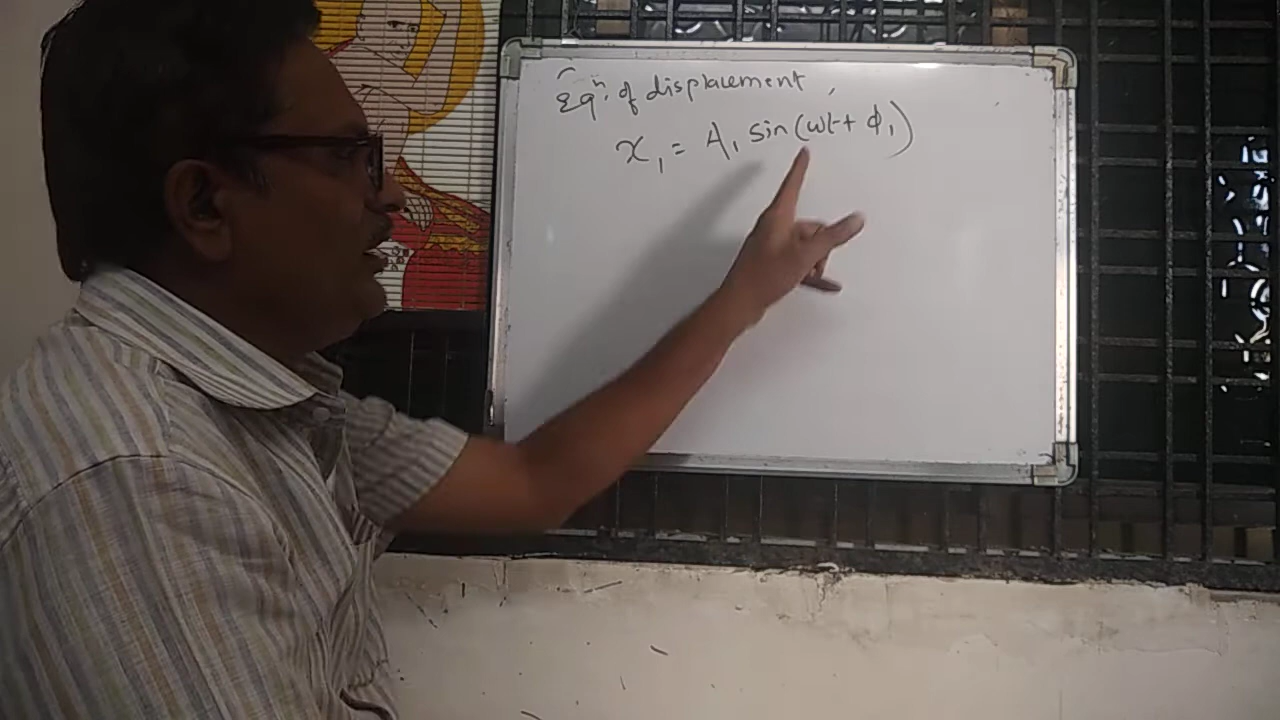 Eqⁿ. of displacement,
x₁ = A₁ sin(ωt + ϕ₁)